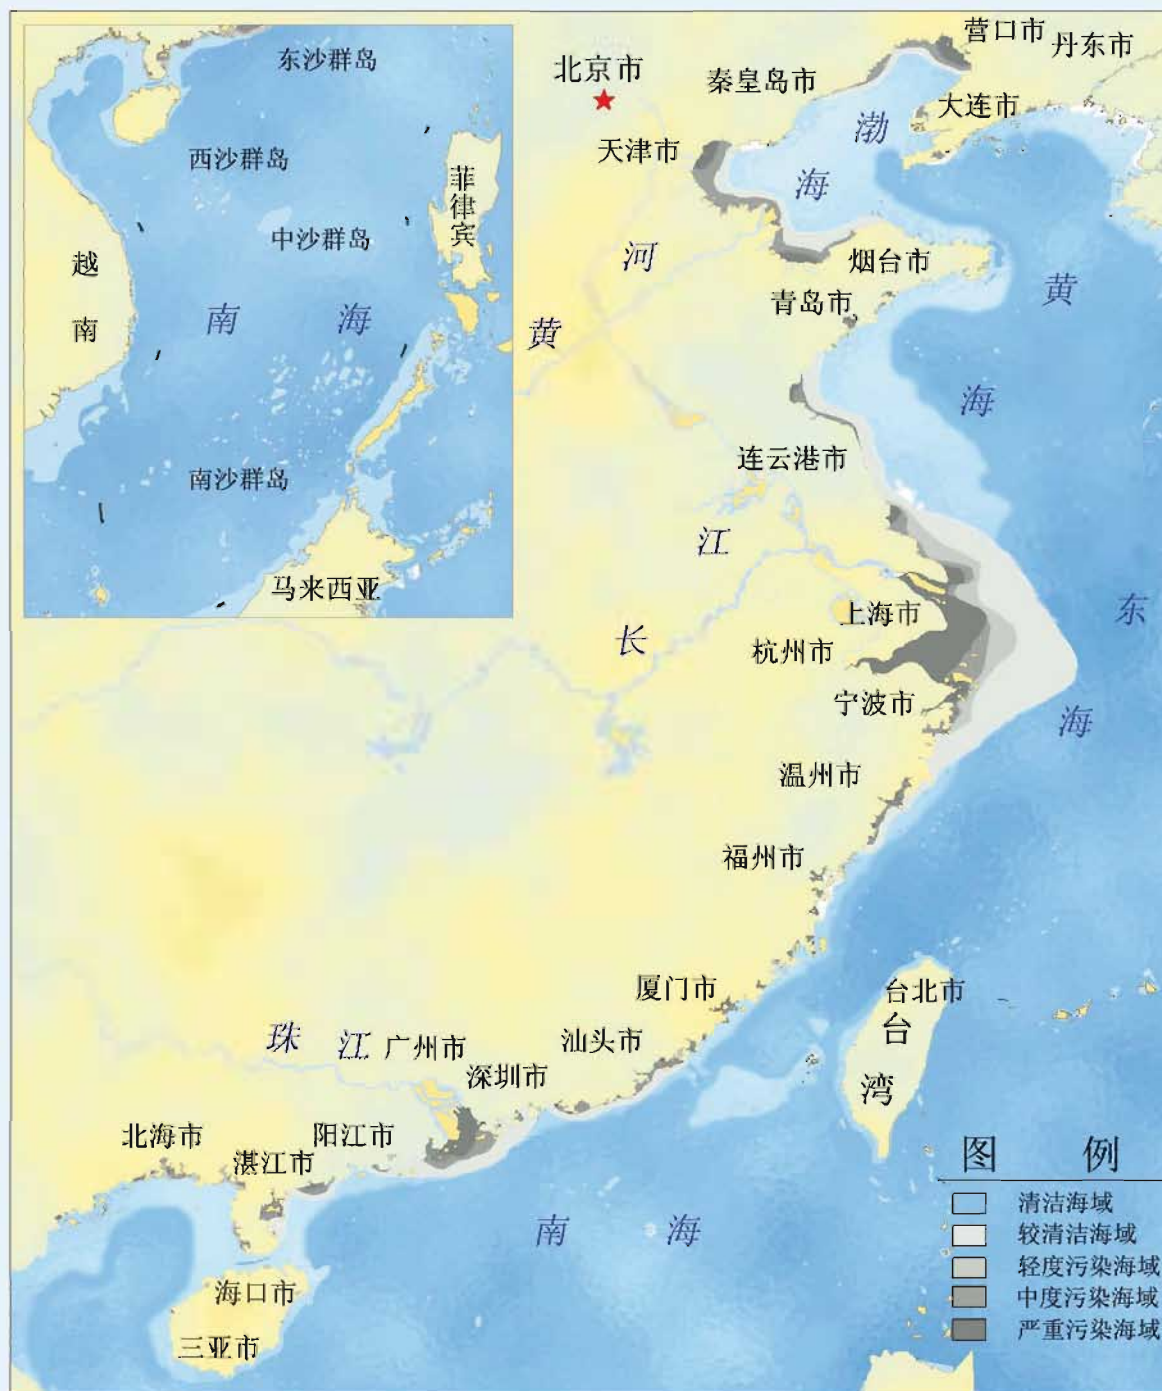 东沙群岛
西沙群岛
中沙群岛
菲律宾
越南
南海
南沙群岛
马来西亚
营口市
丹东市
北京市
秦皇岛市
大连市
天津市
渤海
黄河
烟台市
青岛市
黄海
连云港市
长江
上海市
杭州市
宁波市
东海
温州市
福州市
厦门市
台北市
台湾
珠江
广州市
汕头市
深圳市
北海市
阳江市
湛江市
南海
海口市
三亚市
图例
清洁海域
较清洁海域
轻度污染海域
中度污染海域
严重污染海域